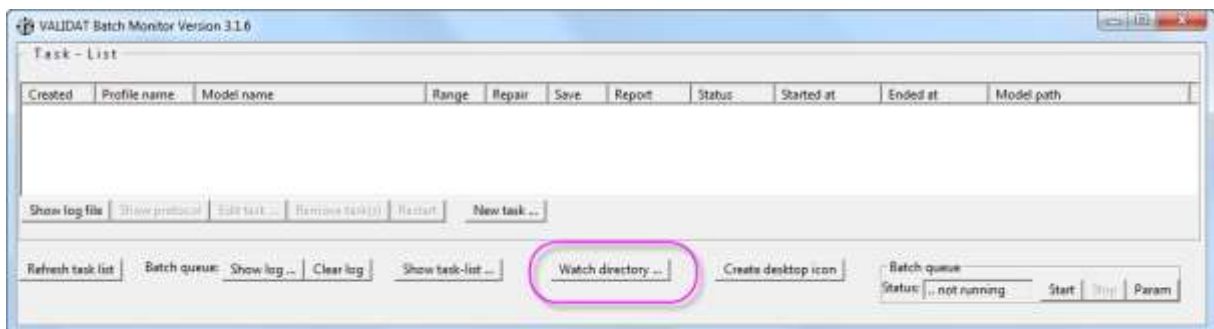 VALIDAT Batch Monitor Version 3.1.6
Task - List
Created Profile name Model name Range Repair Save Report Status Started at Ended at Model path
Show log file Show protocol Edit task ... Remove task(s) Restart New task ...
Refresh task list Batch queue: Show log ... Clear log Show task-list ... Watch directory ... Create desktop icon Batch queue
Status: .. not running Start Stop Param